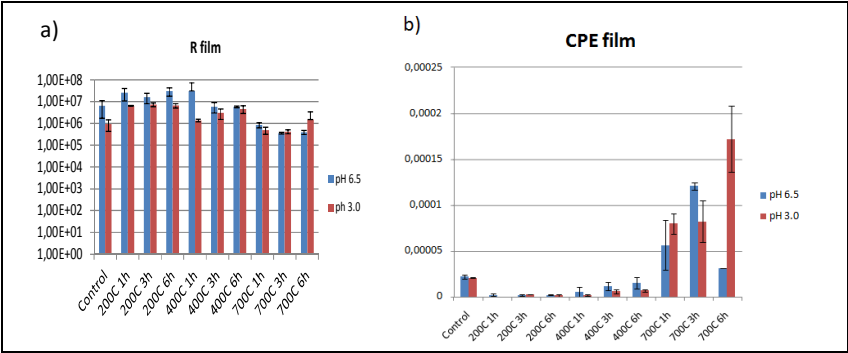 a)
R film
1,00E+08
1,00E+07
1,00E+06
1,00E+05
1,00E+04
1,00E+03
1,00E+02
1,00E+01
1,00E+00
Control
200C 1h
200C 3h
200C 6h
400C 1h
400C 3h
400C 6h
700C 1h
700C 3h
700C 6h
pH 6.5
ph 3.0
b)
CPE film
0,00025
0,0002
0,00015
0,0001
0,00005
0
Control
200C 1h
200C 3h
200C 6h
400C 1h
400C 3h
400C 6h
700C 1h
700C 3h
700C 6h
pH 6.5
pH 3.0